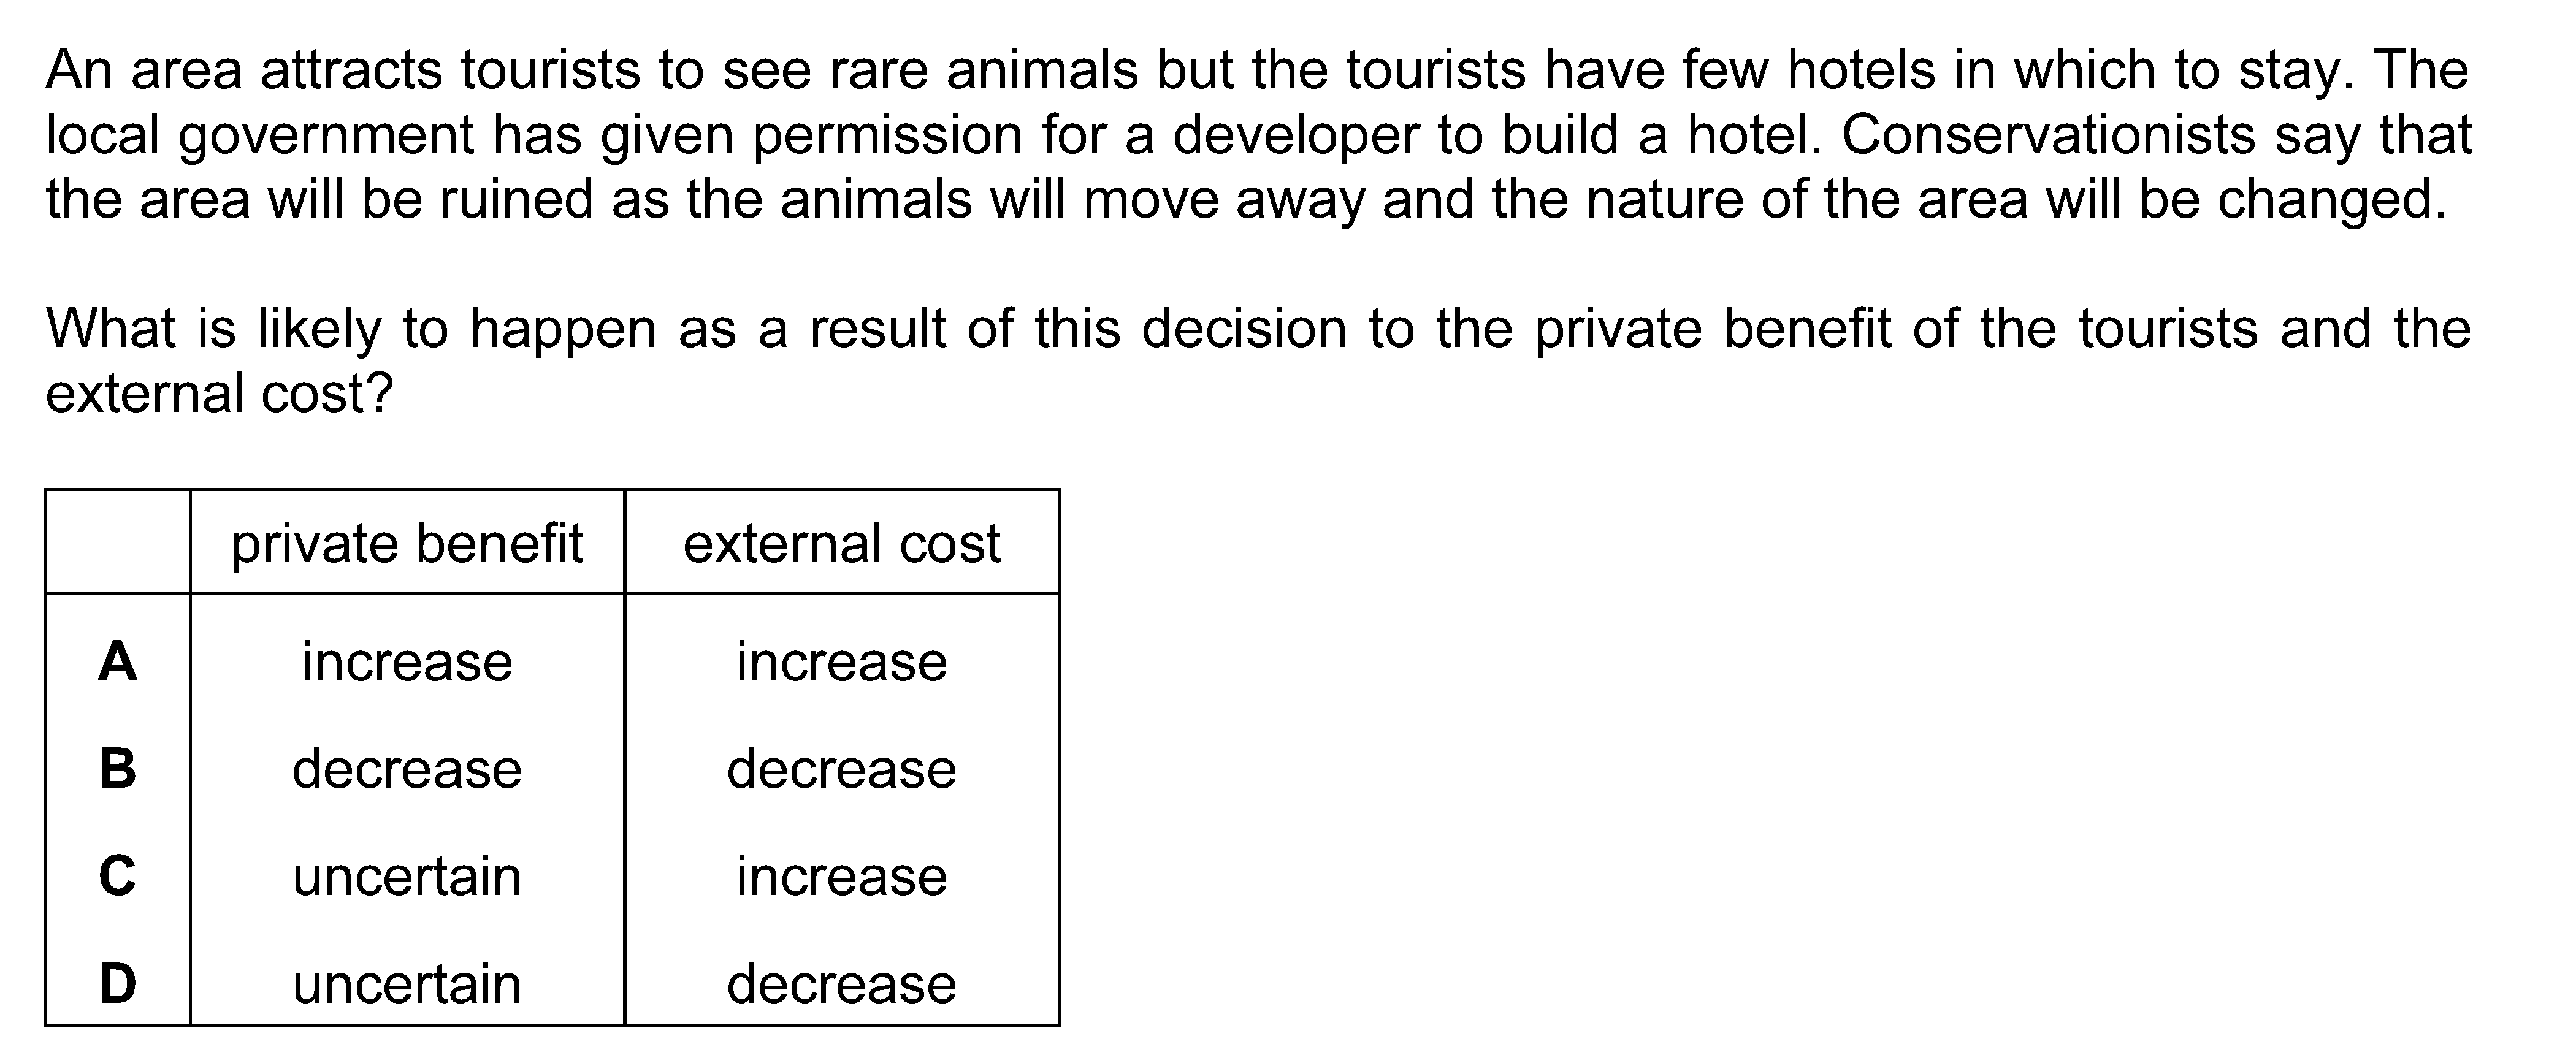 An area attracts tourists to see rare animals but the tourists have few hotels in which to stay. The
local government has given permission for a developer to build a hotel. Conservationists say that
the area will be ruined as the animals will move away and the nature of the area will be changed.
What is likely to happen as a result of this decision to the private benefit of the tourists and the
external cost?
private benefit external cost
A increase increase
B decrease decrease
C uncertain increase
D uncertain decrease